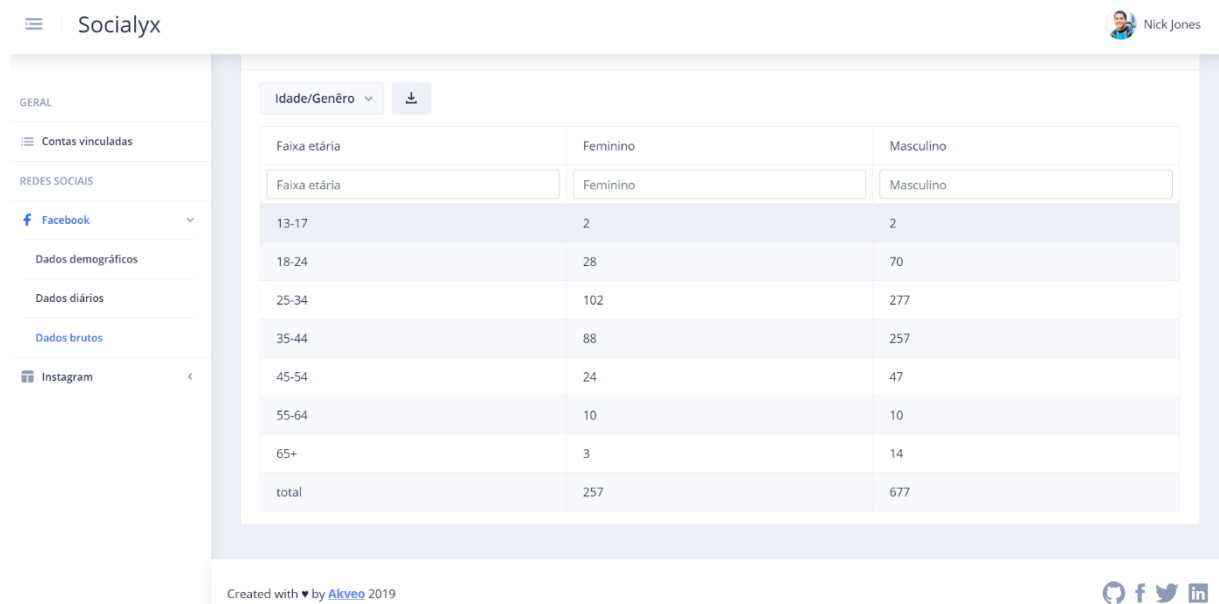 Socialyx
Nick Jones
GERAL
Contas vinculadas
REDES SOCIAIS
Facebook
Dados demográficos
Dados diários
Dados brutos
Instagram
Idade/Genêro
Faixa etária Feminino Masculino
Faixa etária Feminino Masculino
13-17 2 2
18-24 28 70
25-34 102 277
35-44 88 257
45-54 24 47
55-64 10 10
65+ 3 14
total 257 677
Created with ♥ by Akveo 2019